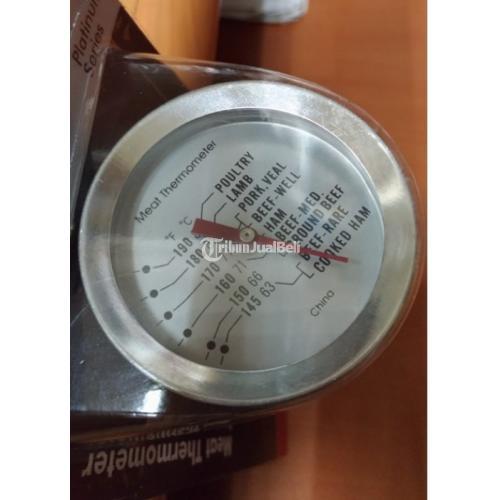 Platinum
Series
Meat Thermometer
°F °C
190
180
170
160 71
150 66
145 63
POULTRY
LAMB
PORK, VEAL
BEEF-WELL
HAM
BEEF-MED.
GROUND BEEF
BEEF-RARE
COOKED HAM
China
TribunJualBeli
Meat Thermometer